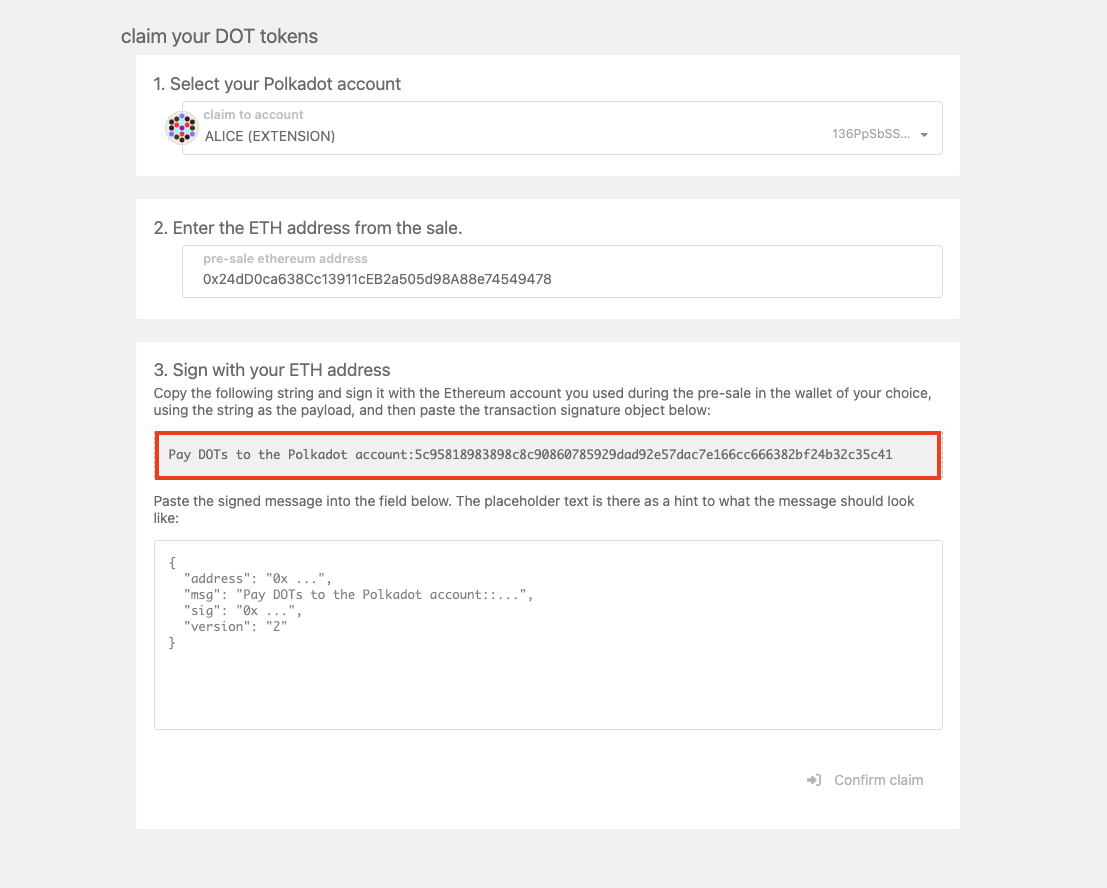 claim your DOT tokens
1. Select your Polkadot account
claim to account
ALICE (EXTENSION)
136PpSbSS...
2. Enter the ETH address from the sale.
pre-sale ethereum address
0x24dD0ca638Cc13911cEB2a505d98A88e74549478
3. Sign with your ETH address
Copy the following string and sign it with the Ethereum account you used during the pre-sale in the wallet of your choice,
using the string as the payload, and then paste the transaction signature object below:
Pay DOTs to the Polkadot account:5c95818983898c8c90860785929dad92e57dac7e166cc666382bf24b32c35c41
Paste the signed message into the field below. The placeholder text is there as a hint to what the message should look
like:
{
"address": "0x ...",
"msg": "Pay DOTs to the Polkadot account::...",
"sig": "0x ...",
"version": "2"
}
Confirm claim